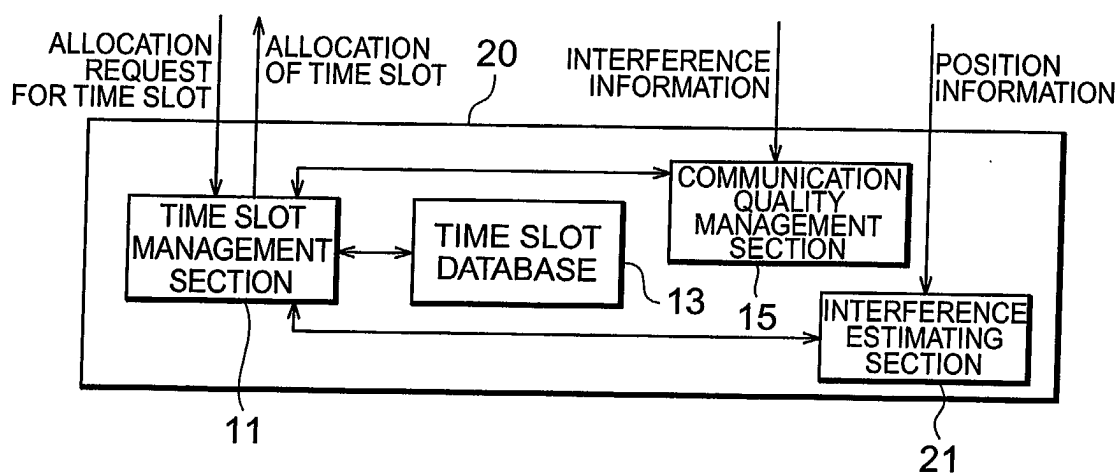 ALLOCATION
REQUEST
FOR TIME SLOT
ALLOCATION
OF TIME SLOT
20
INTERFERENCE
INFORMATION
POSITION
INFORMATION
TIME SLOT
MANAGEMENT
SECTION
TIME SLOT
DATABASE
COMMUNICATION
QUALITY
MANAGEMENT
SECTION
13
15
INTERFERENCE
ESTIMATING
SECTION
11
21